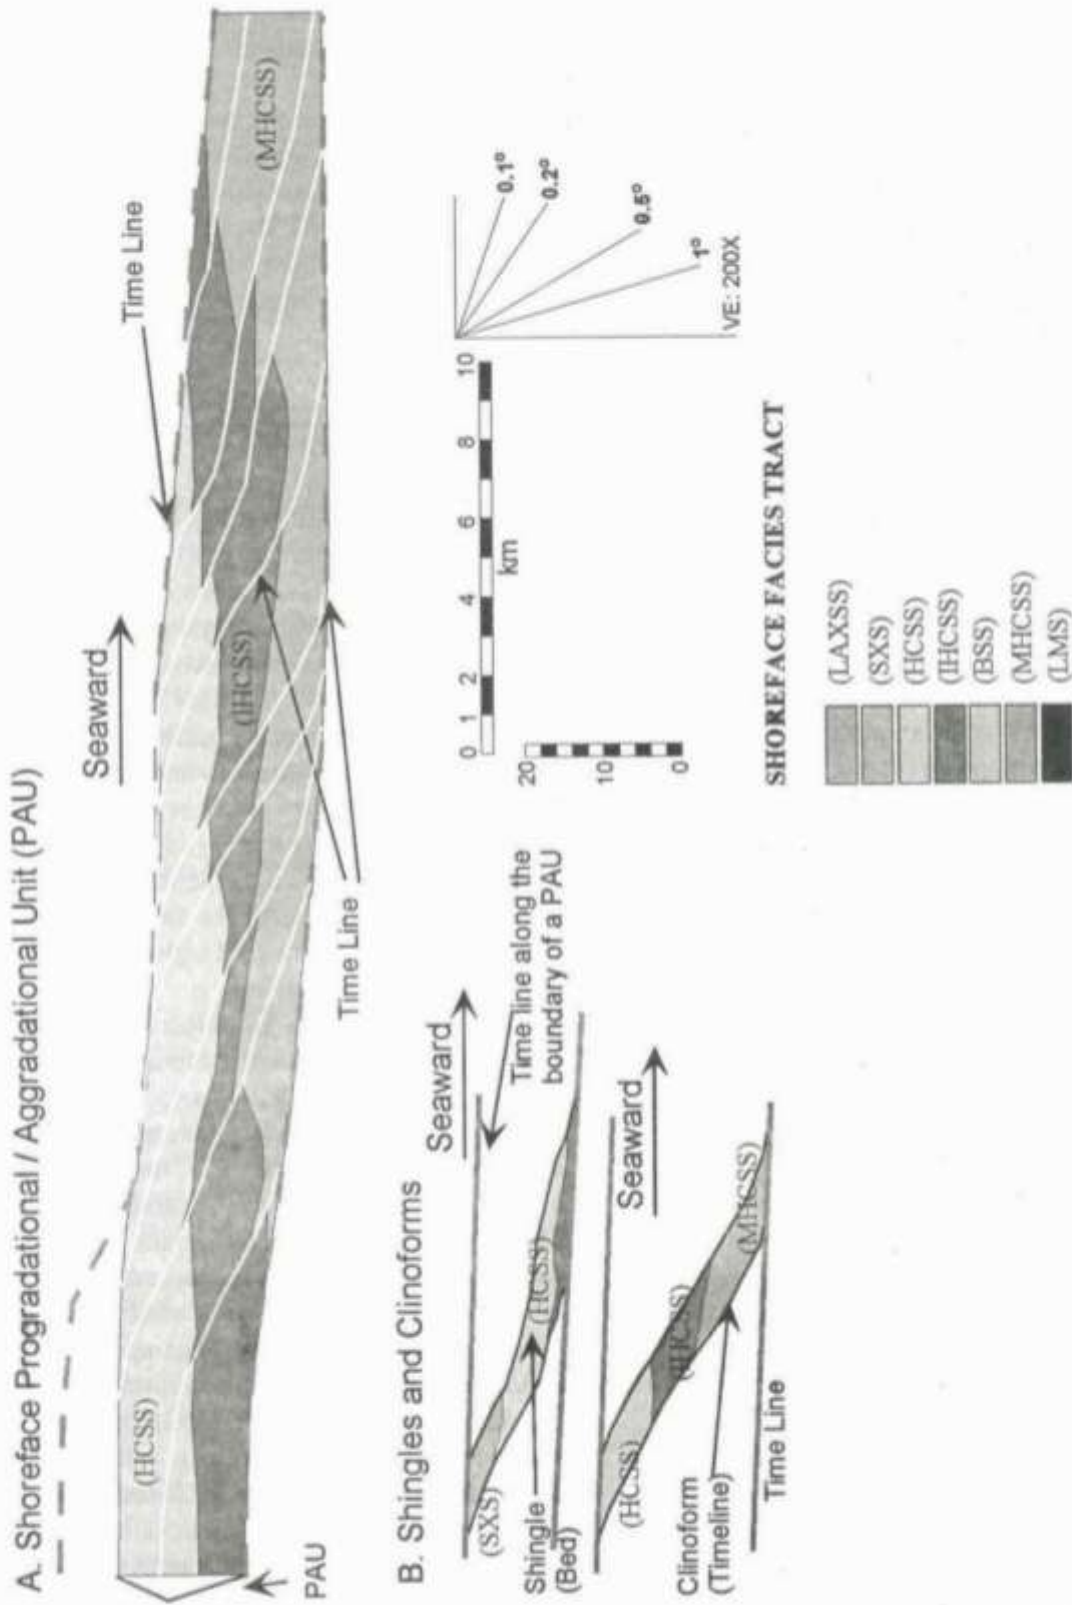 A. Shoreface Progradational / Aggradational Unit (PAU)
Seaward
Time Line
(HCSS)
(IHCSS)
(MHCSS)
PAU
Time Line
B. Shingles and Clinoforms
Seaward
Time line along the
boundary of a PAU
(SXS)
(HCSS)
Shingle
(Bed)
Seaward
(HCSS)
(IHCSS)
(MHCSS)
Clinoform
(Timeline)
Time Line
0 1 2 4 6 8 10
km
20
10
0
0.1°
0.2°
0.5°
1°
VE: 200X
SHOREFACE FACIES TRACT
(LAXSS)
(SXS)
(HCSS)
(IHCSS)
(BSS)
(MHCSS)
(LMS)